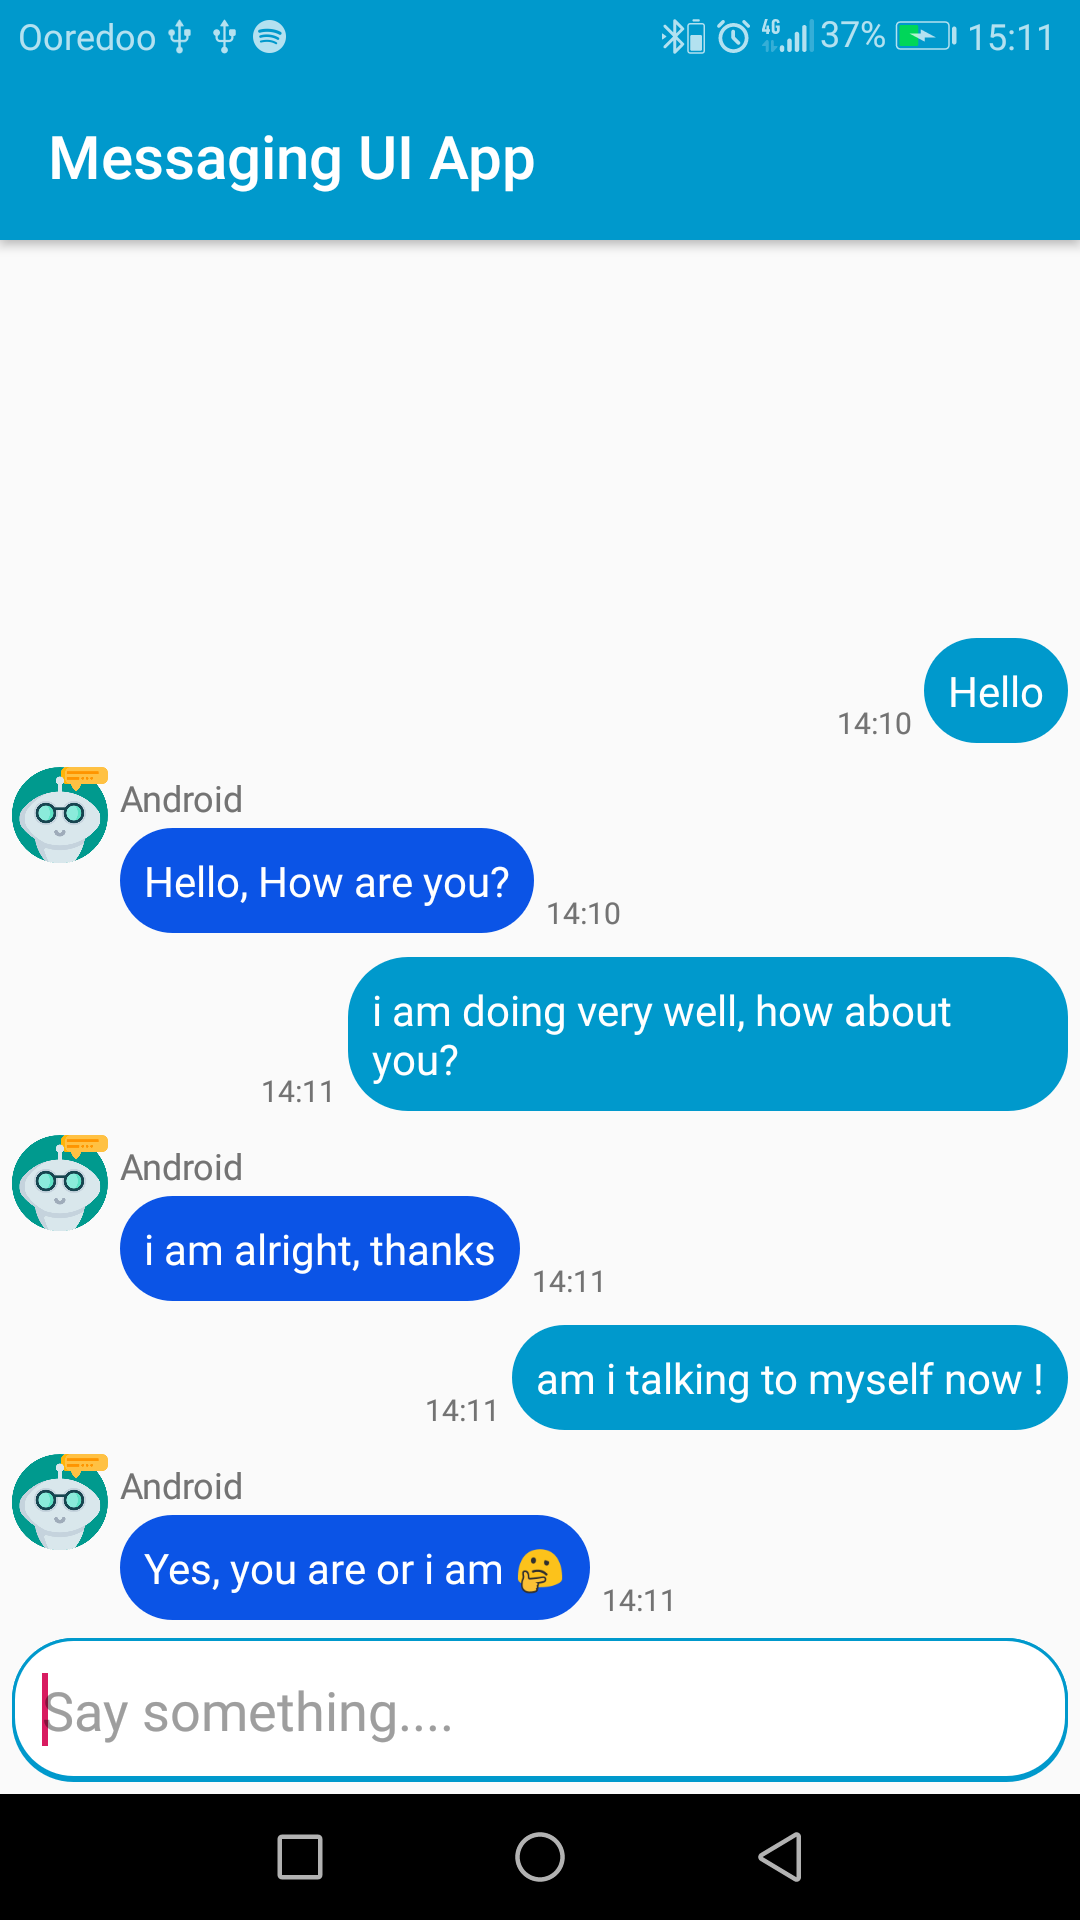 Ooredoo 4G 37% 15:11
Messaging UI App
Hello
14:10
Android
Hello, How are you?
14:10
i am doing very well, how about
you?
14:11
Android
i am alright, thanks
14:11
am i talking to myself now !
14:11
Android
Yes, you are or i am 🤔
14:11
Say something....